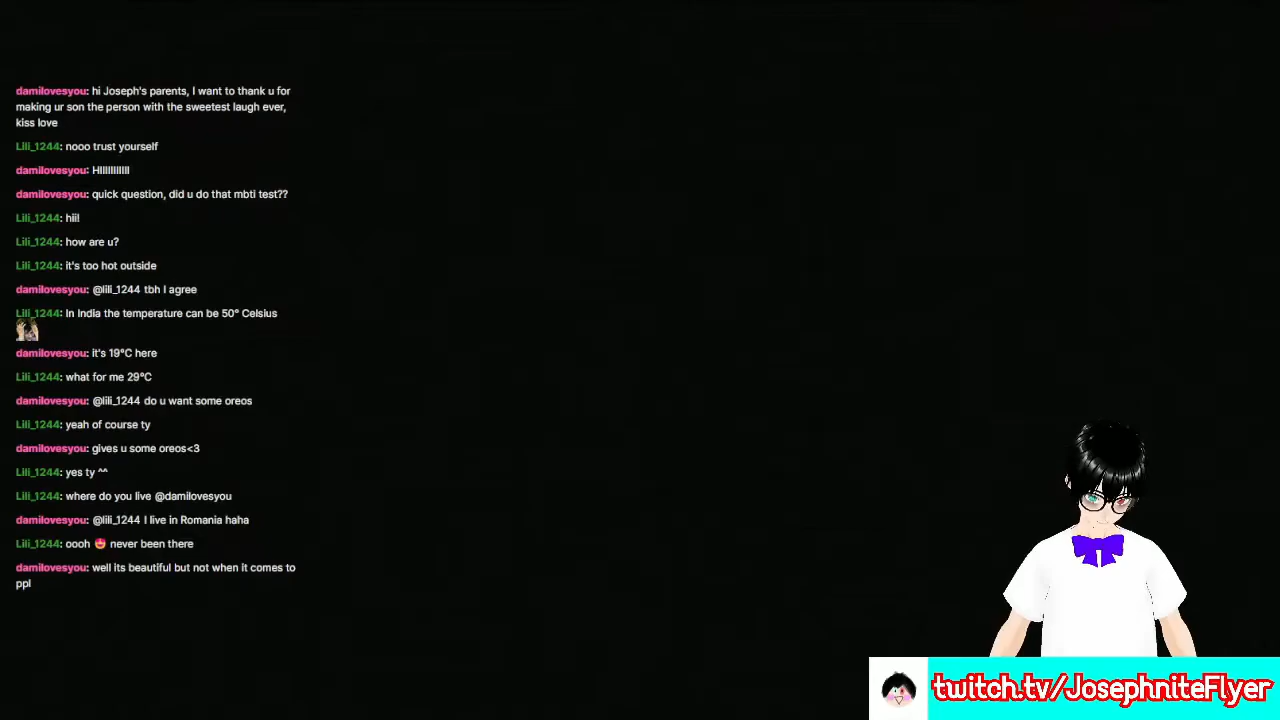 damilovesyou: hi Joseph's parents, I want to thank u for
making ur son the person with the sweetest laugh ever,
kiss love
Lili_1244: nooo trust yourself
damilovesyou: HIIIIIIIIIII
damilovesyou: quick question, did u do that mbti test??
Lili_1244: hii!
Lili_1244: how are u?
Lili_1244: it's too hot outside
damilovesyou: @lili_1244 tbh I agree
Lili_1244: In India the temperature can be 50° Celsius
damilovesyou: it's 19°C here
Lili_1244: what for me 29°C
damilovesyou: @lili_1244 do u want some oreos
Lili_1244: yeah of course ty
damilovesyou: gives u some oreos<3
Lili_1244: yes ty ^^
Lili_1244: where do you live @damilovesyou
damilovesyou: @lili_1244 I live in Romania haha
Lili_1244: oooh 😍 never been there
damilovesyou: well its beautiful but not when it comes to
ppl
twitch.tv/JosephniteFlyer